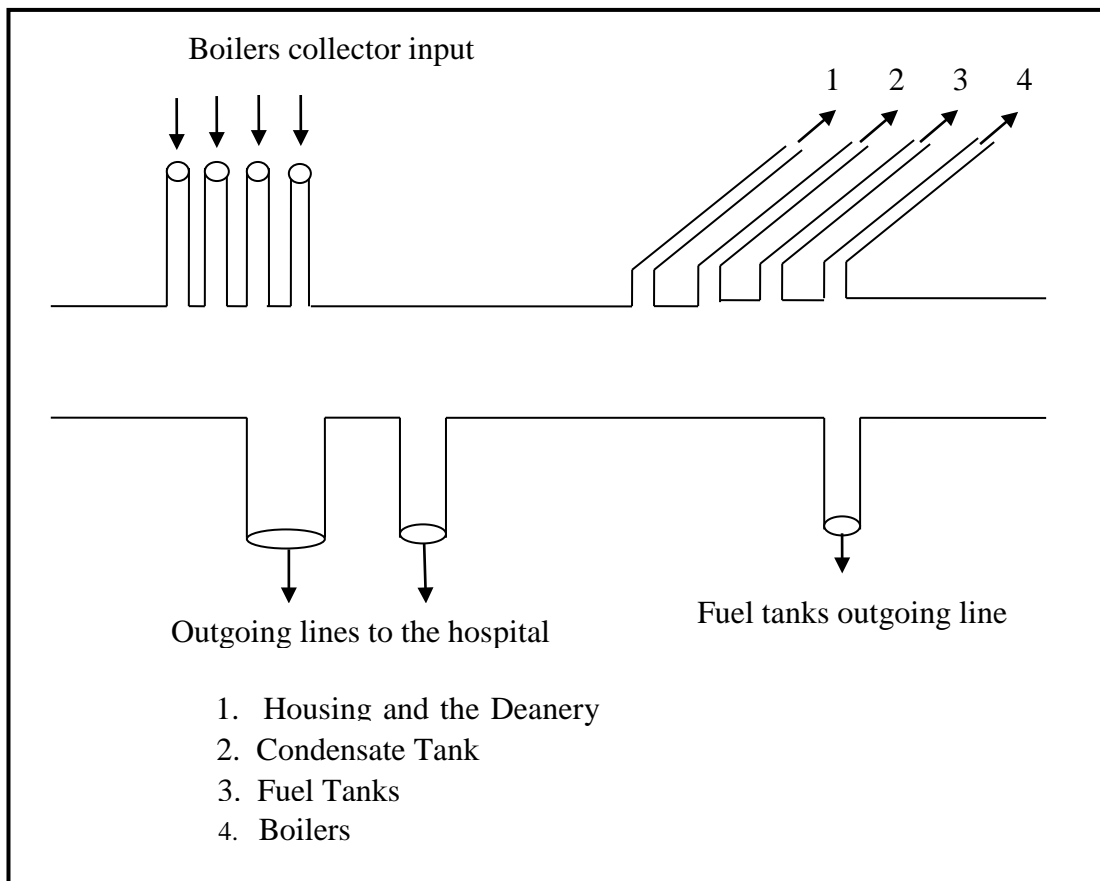 Boilers collector input
1 2 3 4
Outgoing lines to the hospital
Fuel tanks outgoing line
1. Housing and the Deanery
2. Condensate Tank
3. Fuel Tanks
4. Boilers